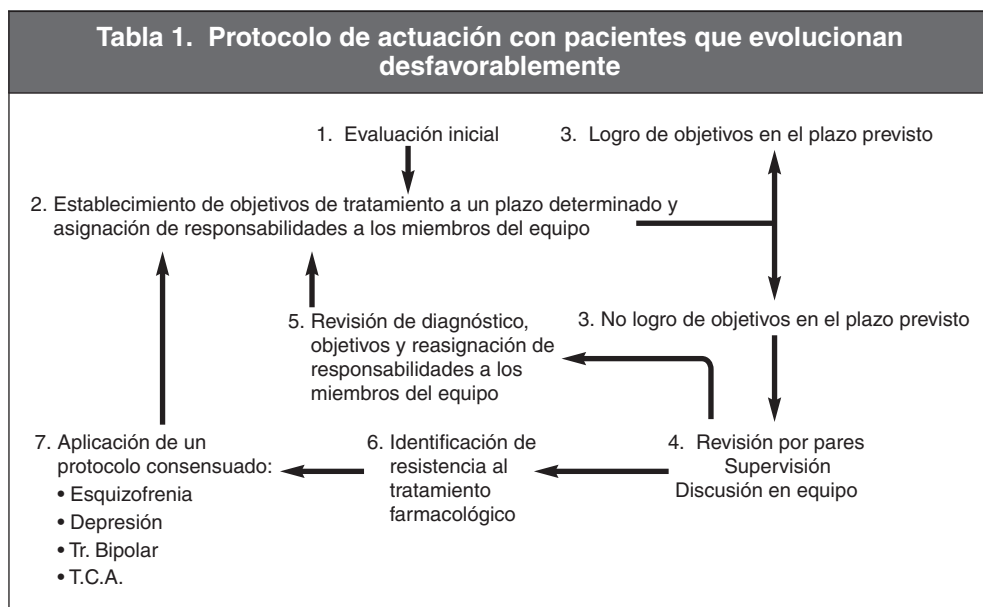 Tabla 1. Protocolo de actuación con pacientes que evolucionan
desfavorablemente
1. Evaluación inicial
3. Logro de objetivos en el plazo previsto
2. Establecimiento de objetivos de tratamiento a un plazo determinado y
asignación de responsabilidades a los miembros del equipo
5. Revisión de diagnóstico,
objetivos y reasignación de
responsabilidades a los
miembros del equipo
3. No logro de objetivos en el plazo previsto
7. Aplicación de un
protocolo consensuado:
• Esquizofrenia
• Depresión
• Tr. Bipolar
• T.C.A.
6. Identificación de
resistencia al
tratamiento
farmacológico
4. Revisión por pares
Supervisión
Discusión en equipo